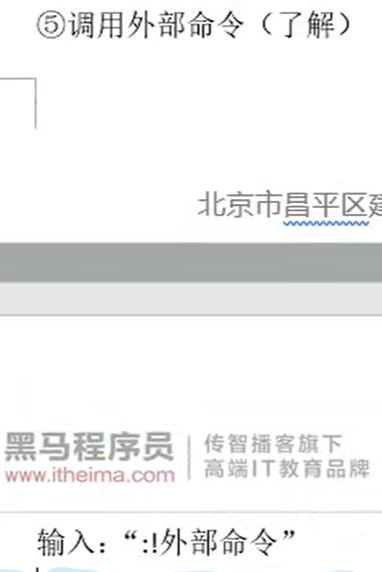 ⑤调用外部命令（了解）
北京市昌平区建
黑马程序员
www.itheima.com
传智播客旗下
高端IT教育品牌
输入：“:!外部命令”